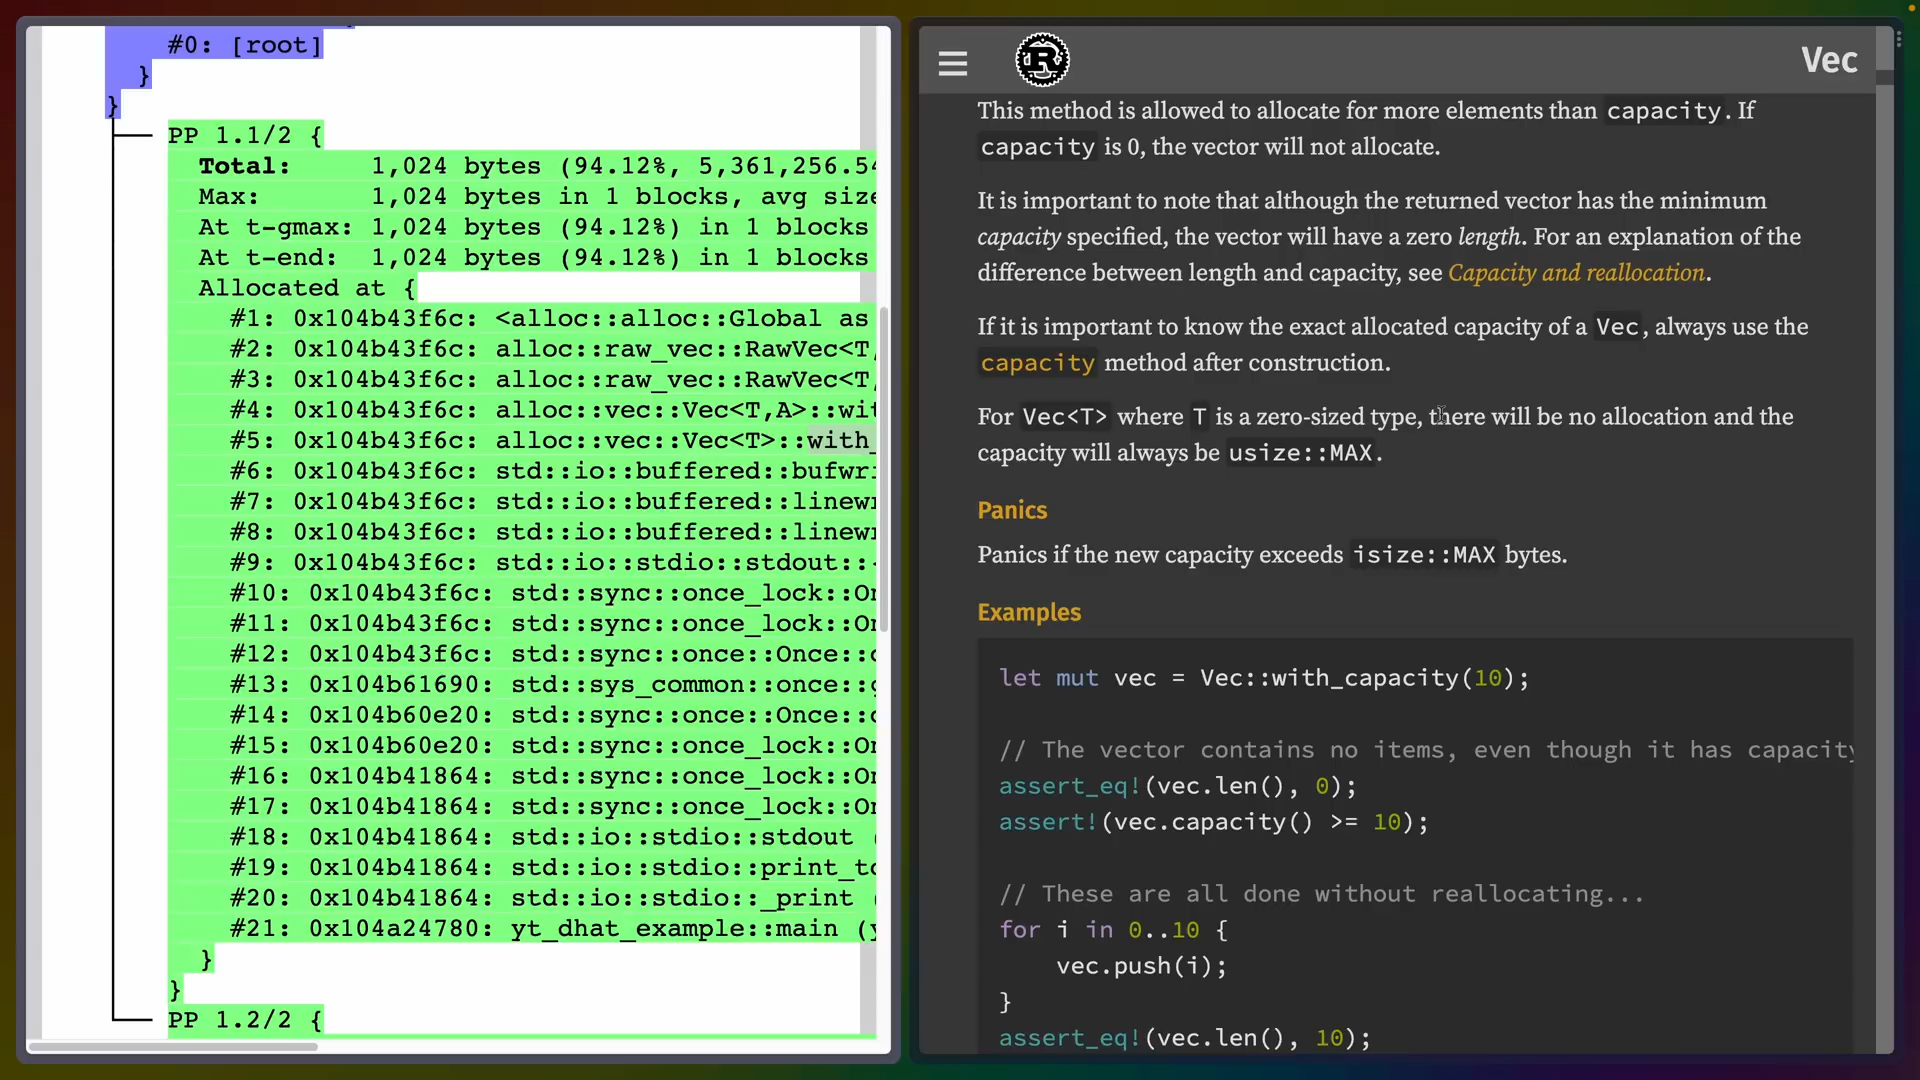 #0: [root]
}
}
PP 1.1/2 {
Total: 1,024 bytes (94.12%, 5,361,256.54
Max: 1,024 bytes in 1 blocks, avg size
At t-gmax: 1,024 bytes (94.12%) in 1 blocks
At t-end: 1,024 bytes (94.12%) in 1 blocks
Allocated at {
#1: 0x104b43f6c: <alloc::alloc::Global as
#2: 0x104b43f6c: alloc::raw_vec::RawVec<T,
#3: 0x104b43f6c: alloc::raw_vec::RawVec<T,
#4: 0x104b43f6c: alloc::vec::Vec<T,A>::wit
#5: 0x104b43f6c: alloc::vec::Vec<T>::with_
#6: 0x104b43f6c: std::io::buffered::bufwri
#7: 0x104b43f6c: std::io::buffered::linewr
#8: 0x104b43f6c: std::io::buffered::linewr
#9: 0x104b43f6c: std::io::stdio::stdout::
#10: 0x104b43f6c: std::sync::once_lock::On
#11: 0x104b43f6c: std::sync::once_lock::On
#12: 0x104b43f6c: std::sync::once::Once::c
#13: 0x104b61690: std::sys_common::once::
#14: 0x104b60e20: std::sync::once::Once::c
#15: 0x104b60e20: std::sync::once_lock::On
#16: 0x104b41864: std::sync::once_lock::On
#17: 0x104b41864: std::sync::once_lock::On
#18: 0x104b41864: std::io::stdio::stdout (
#19: 0x104b41864: std::io::stdio::print_to
#20: 0x104b41864: std::io::stdio::_print (
#21: 0x104a24780: yt_dhat_example::main (y
}
}
PP 1.2/2 {
R
Vec
This method is allowed to allocate for more elements than capacity. If
capacity is 0, the vector will not allocate.
It is important to note that although the returned vector has the minimum
capacity specified, the vector will have a zero length. For an explanation of the
difference between length and capacity, see Capacity and reallocation.
If it is important to know the exact allocated capacity of a Vec, always use the
capacity method after construction.
For Vec<T> where T is a zero-sized type, there will be no allocation and the
capacity will always be usize::MAX.
Panics
Panics if the new capacity exceeds isize::MAX bytes.
Examples
let mut vec = Vec::with_capacity(10);
// The vector contains no items, even though it has capacity
assert_eq!(vec.len(), 0);
assert!(vec.capacity() >= 10);
// These are all done without reallocating...
for i in 0..10 {
vec.push(i);
}
assert_eq!(vec.len(), 10);